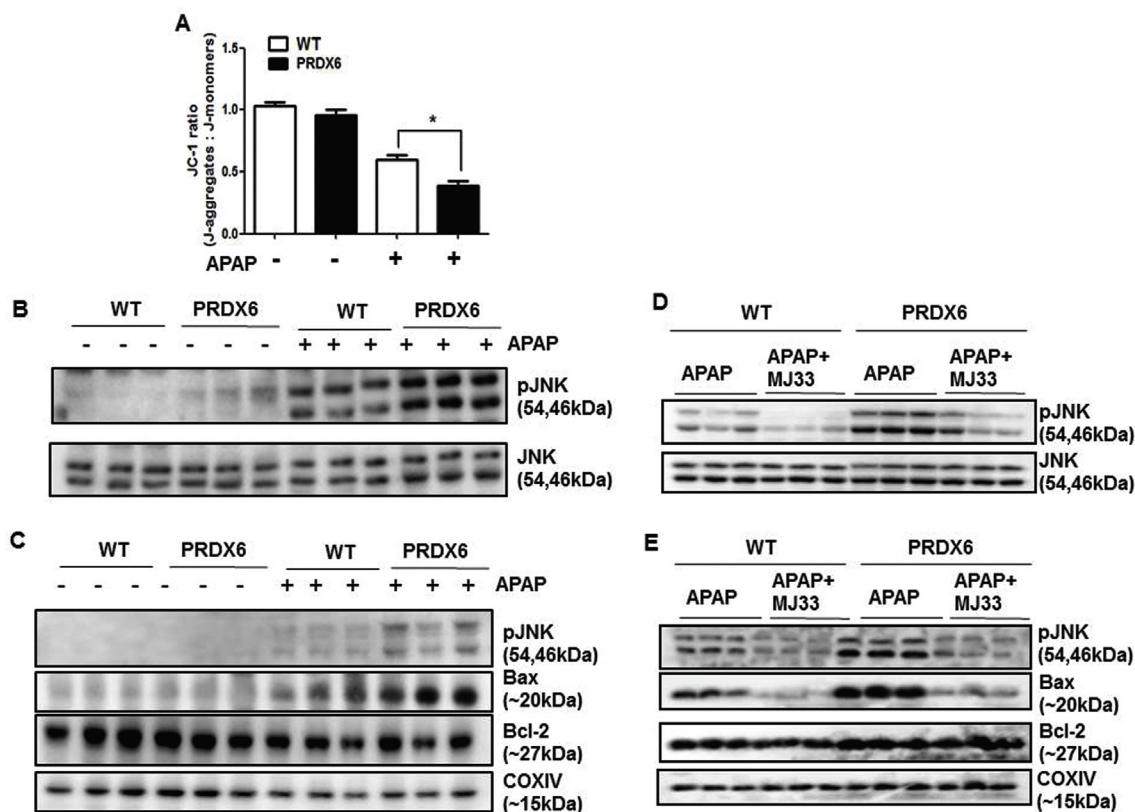 A
WT
PRDX6
JC-1 ratio
(J-aggregates : J-monomers)
1.5
1.0
0.5
0.0
*
APAP - - + +
B
WT PRDX6 WT PRDX6
- - - - - - + + + + + + APAP
pJNK
(54,46kDa)
JNK
(54,46kDa)
C
WT PRDX6 WT PRDX6
- - - - - - + + + + + + APAP
pJNK
(54,46kDa)
Bax
(~20kDa)
Bcl-2
(~27kDa)
COXIV
(~15kDa)
D
WT PRDX6
APAP APAP+ MJ33 APAP APAP+ MJ33
pJNK
(54,46kDa)
JNK
(54,46kDa)
E
WT PRDX6
APAP APAP+ MJ33 APAP APAP+ MJ33
pJNK
(54,46kDa)
Bax
(~20kDa)
Bcl-2
(~27kDa)
COXIV
(~15kDa)